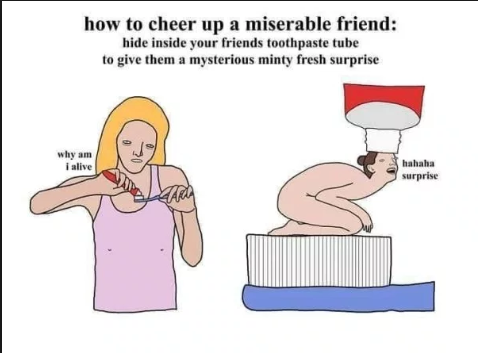 how to cheer up a miserable friend:
hide inside your friends toothpaste tube
to give them a mysterious minty fresh surprise
why am
i alive
hahaha
surprise